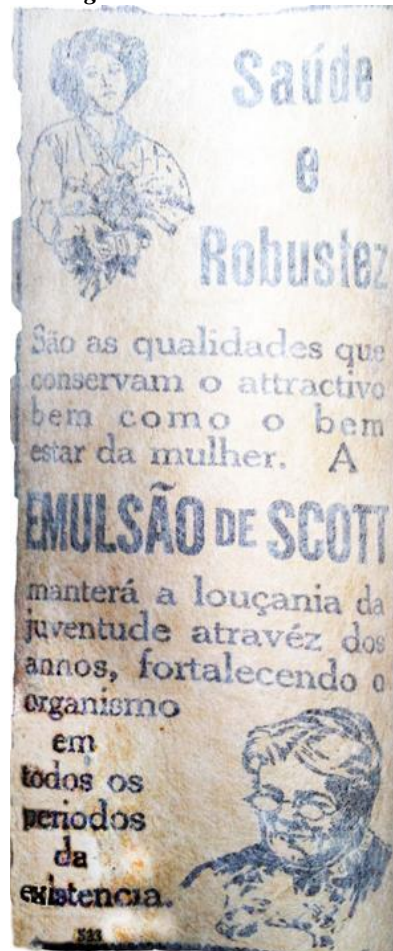 Saúde
e
Robustez
São as qualidades que
conservam o attractivo
bem como o bem
estar da mulher. A
EMULSÃO DE SCOTT
manterá a louçania da
juventude atravéz dos
annos, fortalecendo o
organismo
em
todos os
periodos
da
existencia.
533